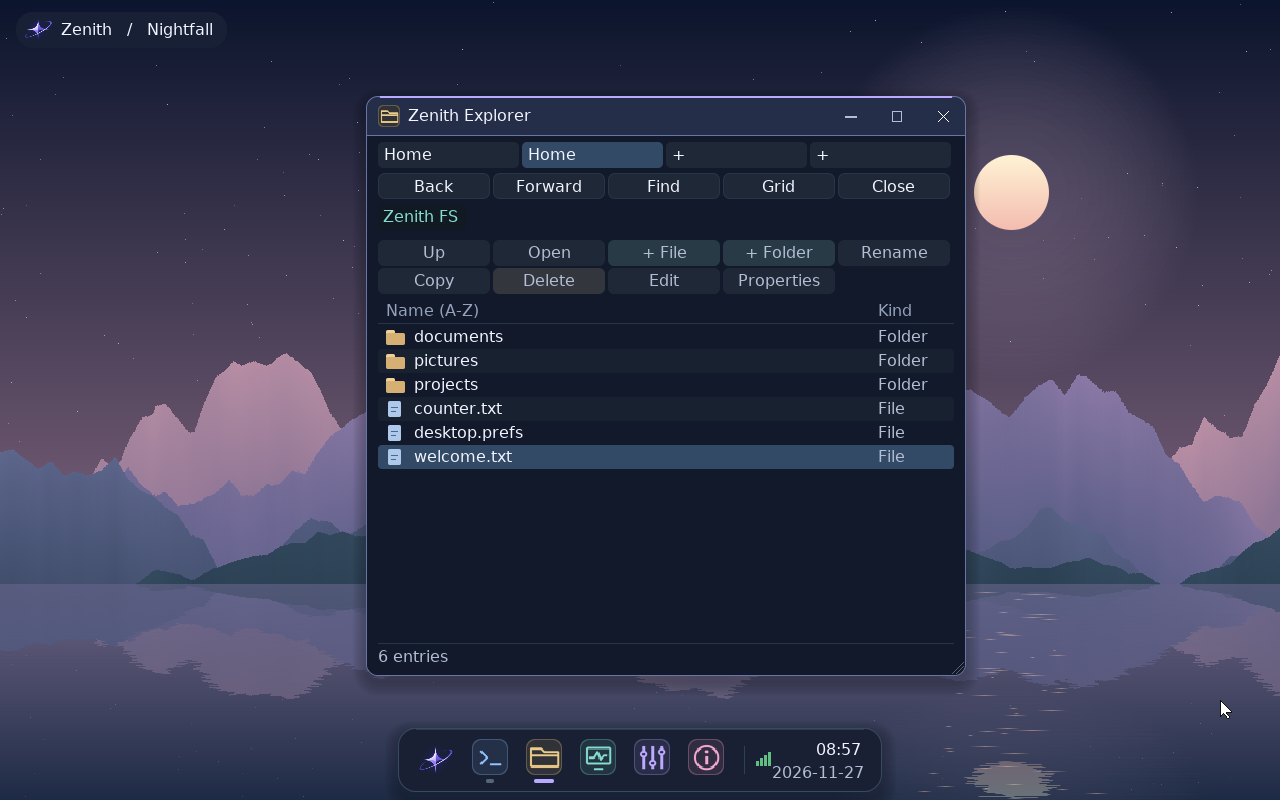 Zenith / Nightfall
Zenith Explorer
Home Home + +
Back Forward Find Grid Close
Zenith FS
Up Open + File + Folder Rename
Copy Delete Edit Properties
Name (A-Z) Kind
documents Folder
pictures Folder
projects Folder
counter.txt File
desktop.prefs File
welcome.txt File
6 entries
08:57
2026-11-27